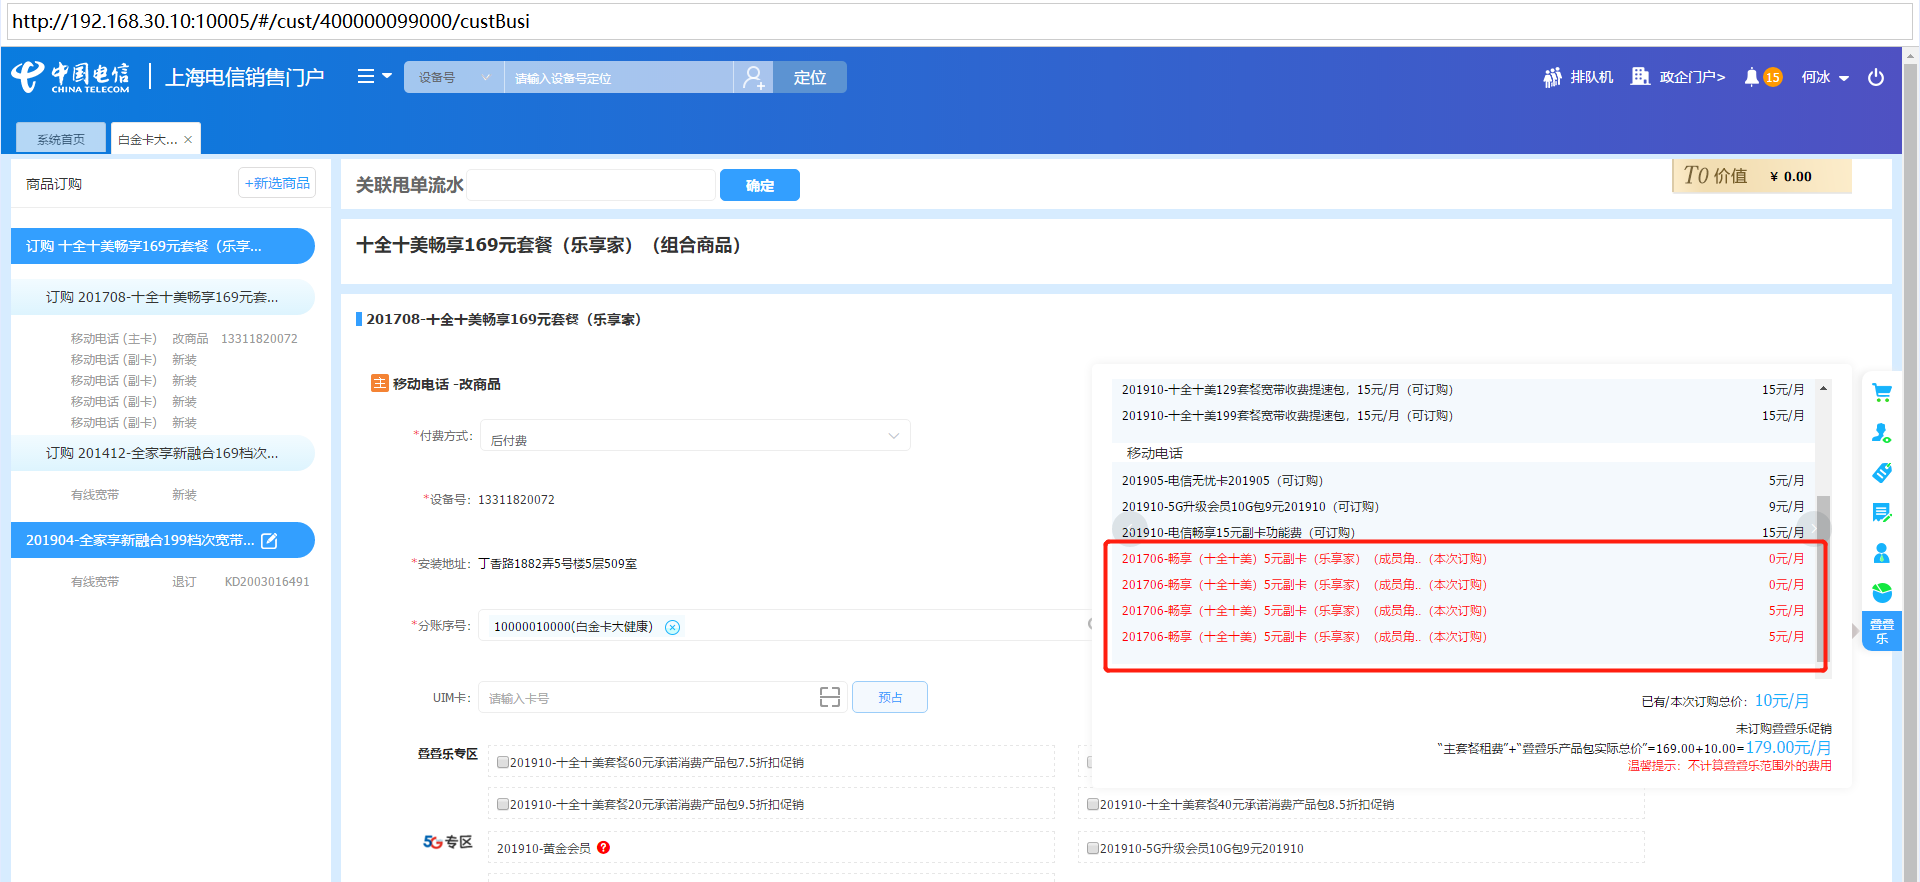 http://192.168.30.10:10005/#/cust/400000099000/custBusi
中国电信
CHINA TELECOM
上海电信销售门户
设备号
请输入设备号定位
定位
排队机
政企门户>
15
何冰
系统首页
白金卡大...
商品订购
+新选商品
订购 十全十美畅享169元套餐（乐享...
订购 201708-十全十美畅享169元套...
移动电话 (主卡) 改商品 13311820072
移动电话 (副卡) 新装
移动电话 (副卡) 新装
移动电话 (副卡) 新装
移动电话 (副卡) 新装
订购 201412-全家享新融合169档次...
有线宽带 新装
201904-全家享新融合199档次宽带...
有线宽带 退订 KD2003016491
关联甩单流水
确定
T0 价值 ¥ 0.00
十全十美畅享169元套餐（乐享家）（组合商品）
201708-十全十美畅享169元套餐（乐享家）
主 移动电话 -改商品
*付费方式: 后付费
*设备号: 13311820072
*安装地址: 丁香路1882弄5号楼5层509室
*分账序号: 10000010000(白金卡大健康)
UIM卡: 请输入卡号
预占
叠叠乐专区
201910-十全十美套餐60元承诺消费产品包7.5折扣促销
201910-十全十美套餐20元承诺消费产品包9.5折扣促销
201910-十全十美套餐40元承诺消费产品包8.5折扣促销
5G专区
201910-黄金会员
201910-5G升级会员10G包9元201910
201910-十全十美129套餐宽带收费提速包，15元/月（可订购） 15元/月
201910-十全十美199套餐宽带收费提速包，15元/月（可订购） 15元/月
移动电话
201905-电信无忧卡201905（可订购） 5元/月
201910-5G升级会员10G包9元201910（可订购） 9元/月
201910-电信畅享15元副卡功能费（可订购） 15元/月
201706-畅享（十全十美）5元副卡（乐享家）（成员角..（本次订购） 0元/月
201706-畅享（十全十美）5元副卡（乐享家）（成员角..（本次订购） 0元/月
201706-畅享（十全十美）5元副卡（乐享家）（成员角..（本次订购） 5元/月
201706-畅享（十全十美）5元副卡（乐享家）（成员角..（本次订购） 5元/月
已有/本次订购总价: 10元/月
未订购叠叠乐促销
“主套餐租费”+“叠叠乐产品包实际总价”=169.00+10.00=179.00元/月
温馨提示: 不计算叠叠乐范围外的费用
叠叠
乐